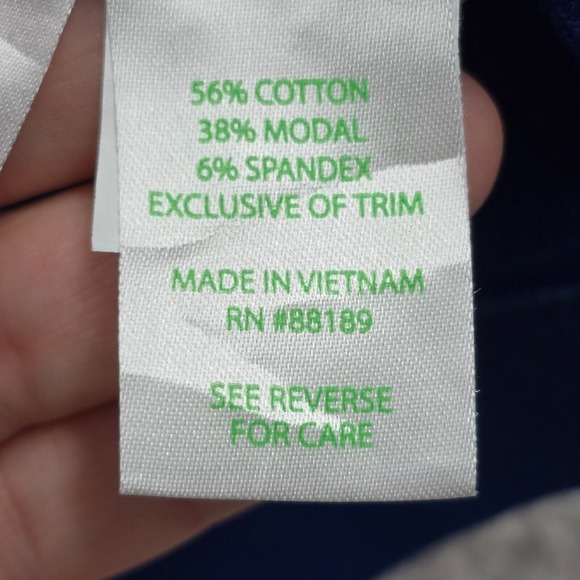 56% COTTON
38% MODAL
6% SPANDEX
EXCLUSIVE OF TRIM
MADE IN VIETNAM
RN #88189
SEE REVERSE
FOR CARE